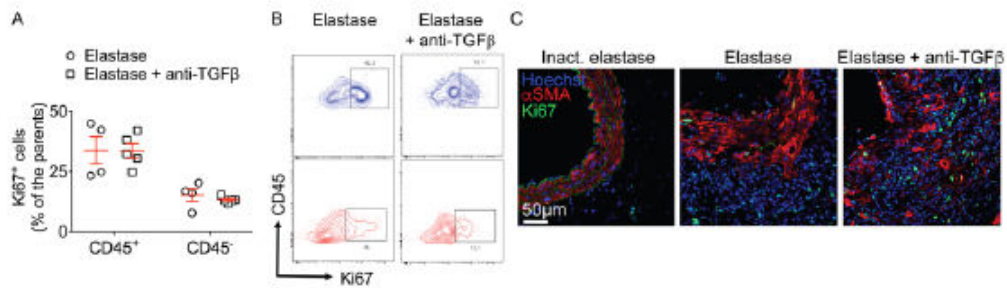 A
Elastase
Elastase + anti-TGFβ
Ki67⁺ cells
(% of the parents)
50
25
0
CD45⁺
CD45⁻
B
Elastase
Elastase
+ anti-TGFβ
CD45
Ki67
C
Inact. elastase
Elastase
Elastase + anti-TGFβ
Hoechst
αSMA
Ki67
50µm